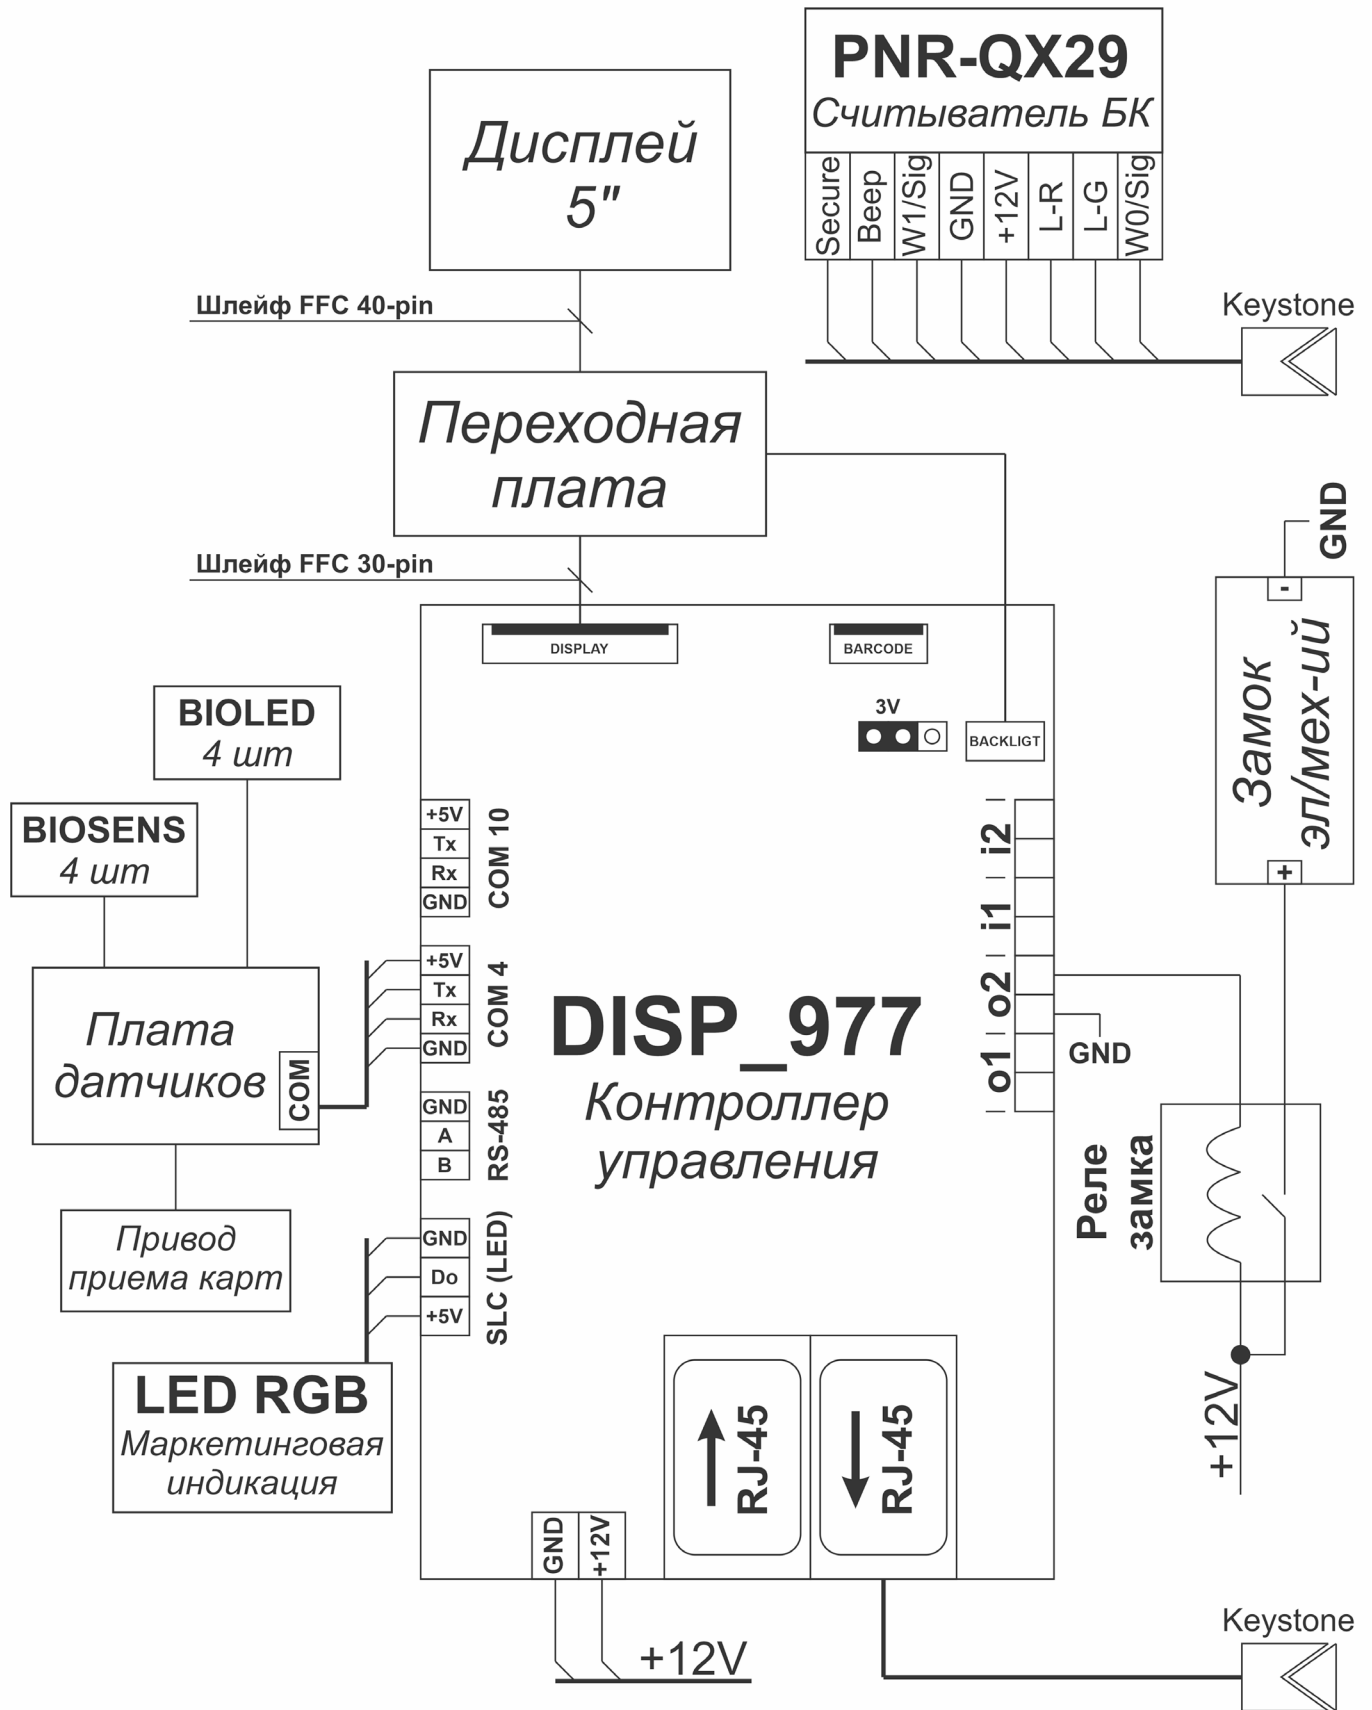 PNR-QX29
Считыватель БК
Secure
Beep
W1/Sig
GND
+12V
L-R
L-G
W0/Sig
Keystone
Дисплей
5"
Шлейф FFC 40-pin
Переходная
плата
Шлейф FFC 30-pin
DISPLAY
BARCODE
3V
BACKLIGT
GND
-
Замок
эл/мех-ий
+
BIOLED
4 шт
BIOSENS
4 шт
Плата
датчиков
COM
Привод
приема карт
+5V
Tx
Rx
GND
COM 10
+5V
Tx
Rx
GND
COM 4
GND
A
B
RS-485
GND
Do
+5V
SLC (LED)
LED RGB
Маркетинговая
индикация
DISP_977
Контроллер
управления
i2
i1
o2
o1
GND
Реле
замка
+12V
RJ-45
RJ-45
GND
+12V
+12V
Keystone